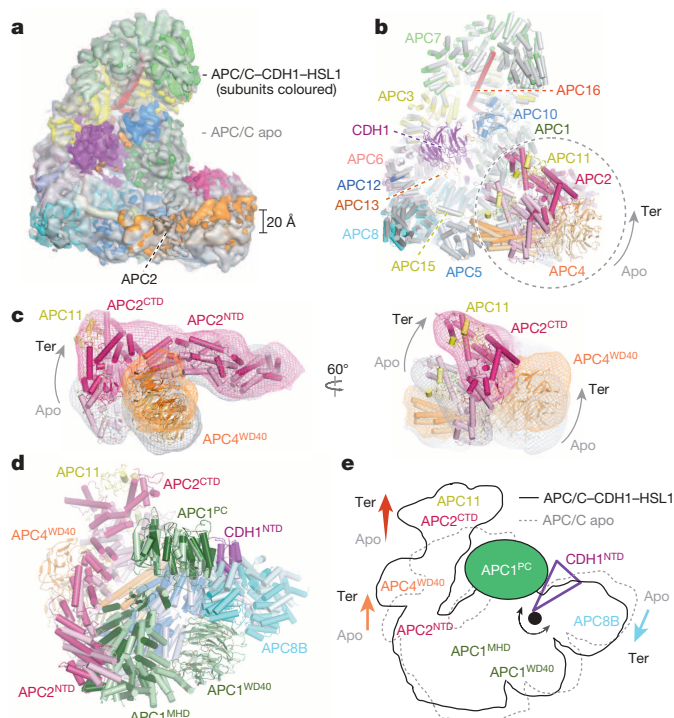 a
APC/C–CDH1–HSL1
(subunits coloured)
APC/C apo
20 Å
APC2
b
APC7
APC16
APC3
APC10
CDH1
APC1
APC6
APC11
APC2
APC12
APC13
APC8
Ter
Apo
APC15
APC5
APC4
c
APC11
APC2CTD
APC2NTD
Ter
Apo
APC4WD40
60°
Ter
APC11
APC2CTD
Apo
APC4WD40
Ter
Apo
d
APC11
APC2CTD
APC1PC
APC4WD40
CDH1NTD
APC8B
APC2NTD
APC1WD40
APC1MHD
e
APC/C–CDH1–HSL1
APC/C apo
Ter
Apo
APC11
APC2CTD
CDH1NTD
APC1PC
Ter
Apo
APC4WD40
APC2NTD
APC8B
Apo
Ter
APC1MHD
APC1WD40